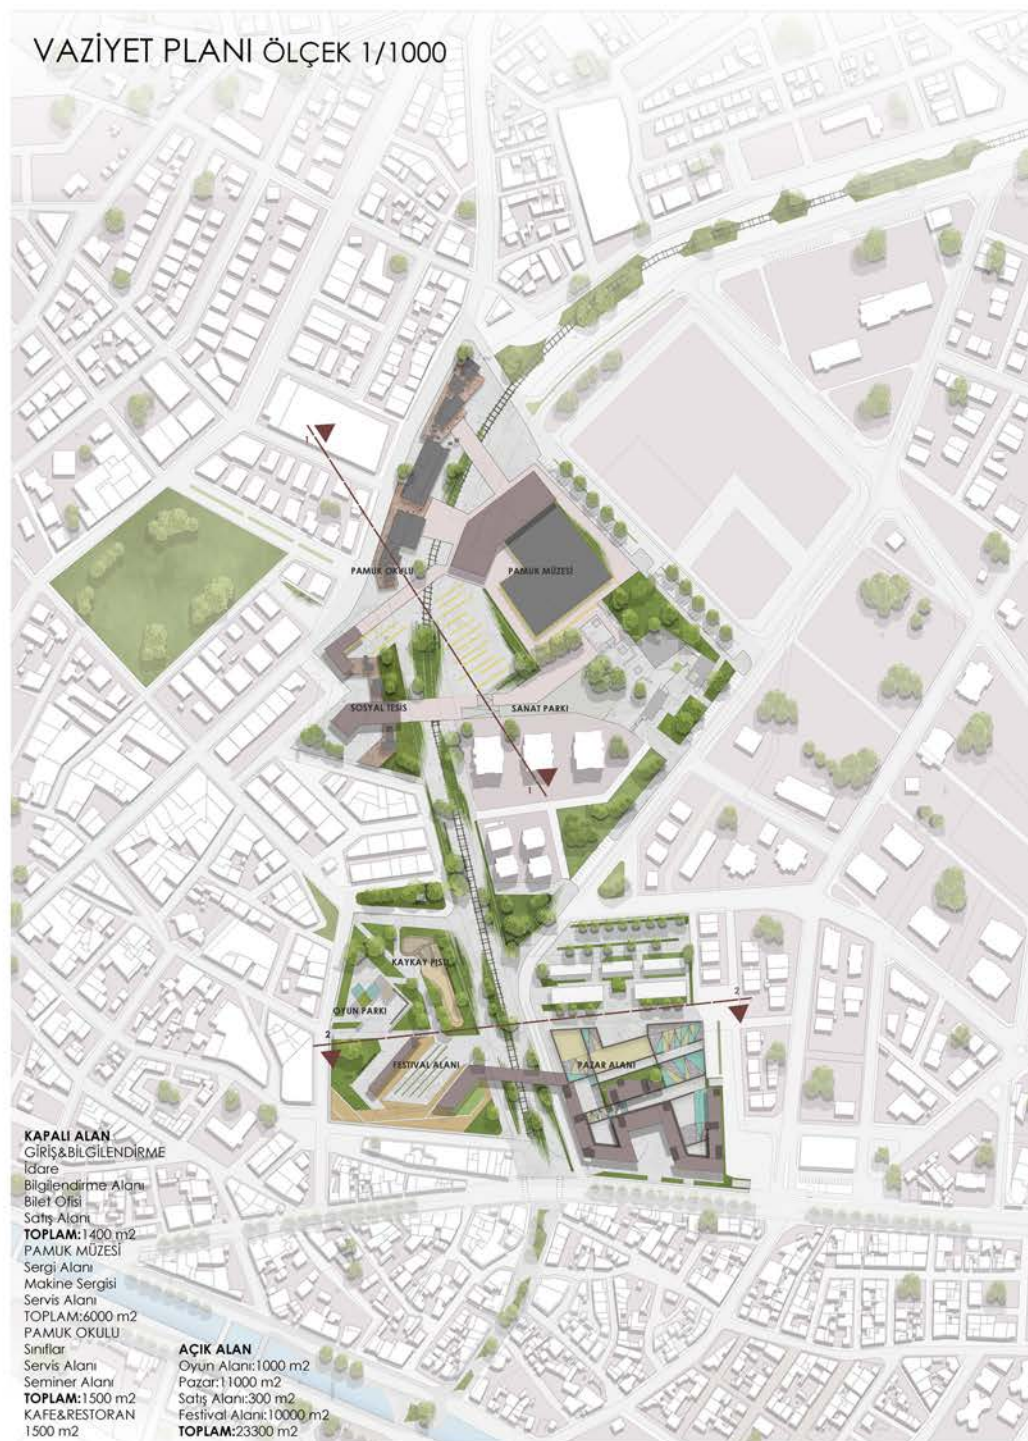 VAZİYET PLANI ÖLÇEK 1/1000
1
PAMUK OKULU
PAMUK MÜZESİ
SOSYAL TESİS
SANAT PARKI
1
KAYKAY PİSTİ
OYUN PARKI
2
2
FESTİVAL ALANI
PAZAR ALANI
KAPALI ALAN
GİRİŞ&BİLGİLENDİRME
İdare
Bilgilendirme Alanı
Bilet Ofisi
Satış Alanı
TOPLAM:1400 m2
PAMUK MÜZESİ
Sergi Alanı
Makine Sergisi
Servis Alanı
TOPLAM:6000 m2
PAMUK OKULU
Sınıflar
Servis Alanı
Seminer Alanı
TOPLAM:1500 m2
KAFE&RESTORAN
1500 m2
AÇIK ALAN
Oyun Alanı:1000 m2
Pazar:11000 m2
Satış Alanı:300 m2
Festival Alanı:10000 m2
TOPLAM:23300 m2